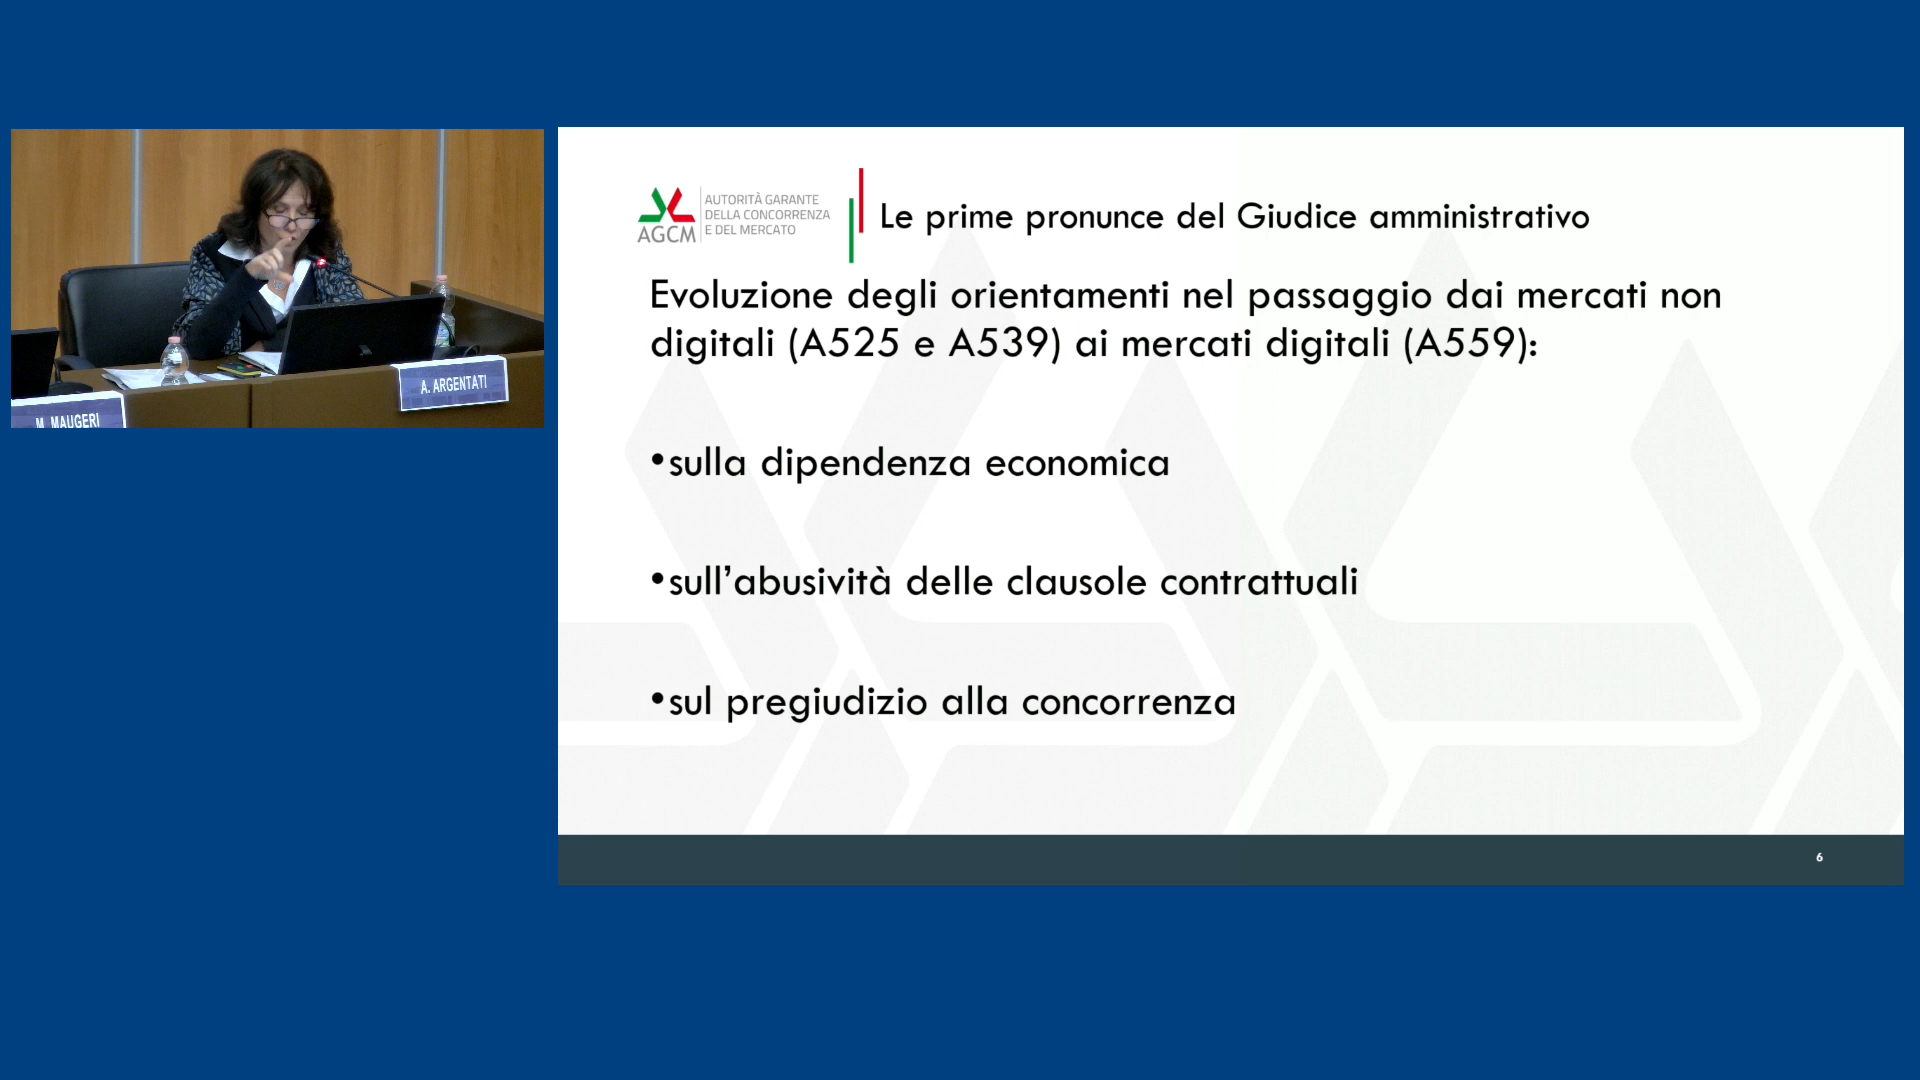 M. MAUGERI
A. ARGENTATI
AGCM
AUTORITÀ GARANTE
DELLA CONCORRENZA
E DEL MERCATO
Le prime pronunce del Giudice amministrativo
Evoluzione degli orientamenti nel passaggio dai mercati non
digitali (A525 e A539) ai mercati digitali (A559):
•sulla dipendenza economica
•sull’abusività delle clausole contrattuali
•sul pregiudizio alla concorrenza
6